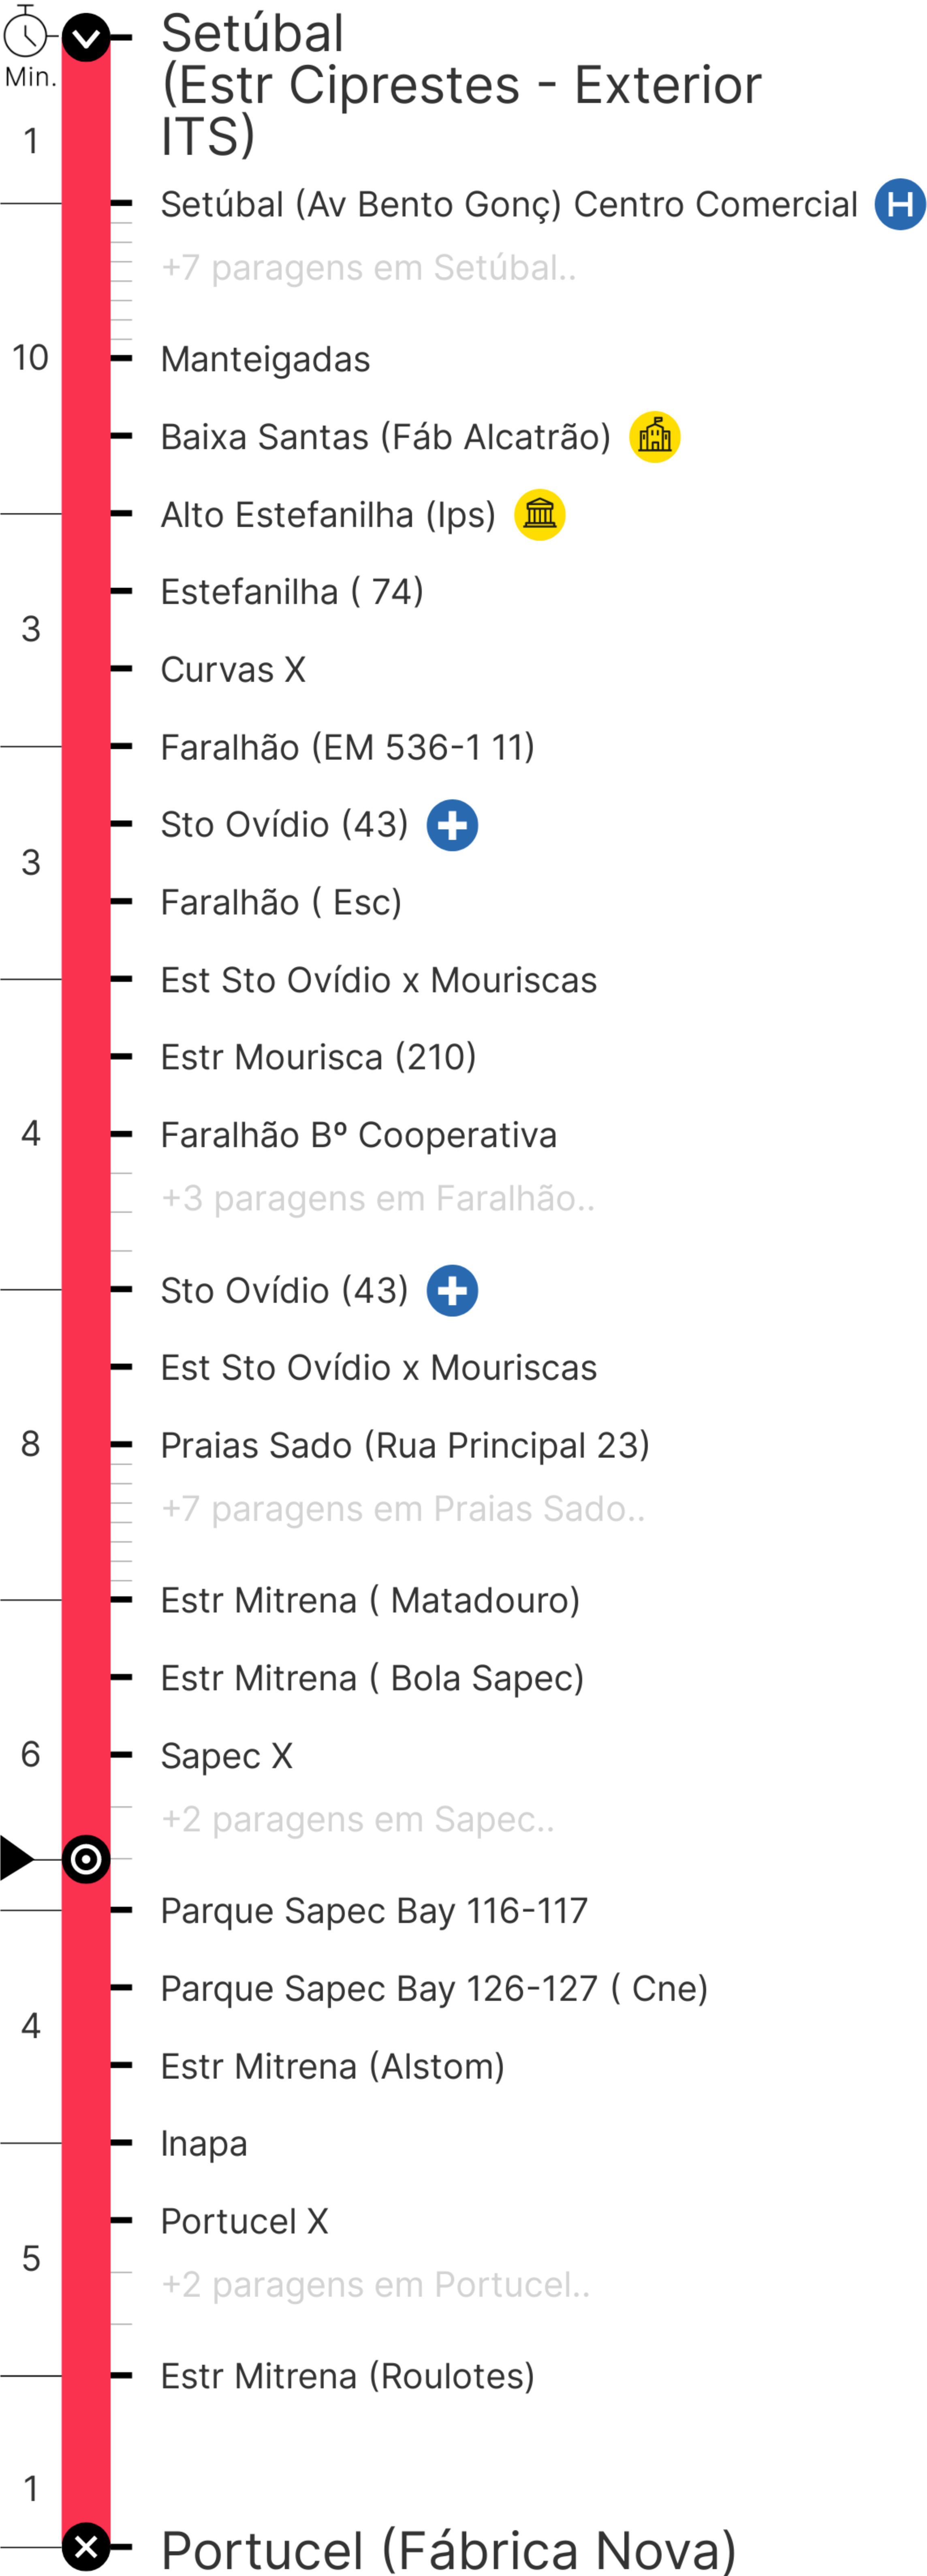 Setúbal
(Estr Ciprestes - Exterior
ITS)
Min.
1
Setúbal (Av Bento Gonç) Centro Comercial H
+7 paragens em Setúbal..
10
Manteigadas
Baixa Santas (Fáb Alcatrão)
Alto Estefanilha (Ips)
Estefanilha ( 74)
3
Curvas X
Faralhão (EM 536-1 11)
Sto Ovídio (43)
3
Faralhão ( Esc)
Est Sto Ovídio x Mouriscas
Estr Mourisca (210)
4
Faralhão Bº Cooperativa
+3 paragens em Faralhão..
Sto Ovídio (43)
Est Sto Ovídio x Mouriscas
8
Praias Sado (Rua Principal 23)
+7 paragens em Praias Sado..
Estr Mitrena ( Matadouro)
Estr Mitrena ( Bola Sapec)
6
Sapec X
+2 paragens em Sapec..
Parque Sapec Bay 116-117
Parque Sapec Bay 126-127 ( Cne)
4
Estr Mitrena (Alstom)
Inapa
Portucel X
5
+2 paragens em Portucel..
Estr Mitrena (Roulotes)
1
Portucel (Fábrica Nova)